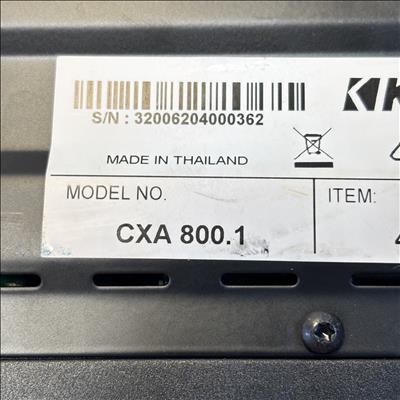 S/N : 32006204000362
MADE IN THAILAND
MODEL NO.
ITEM:
CXA 800.1